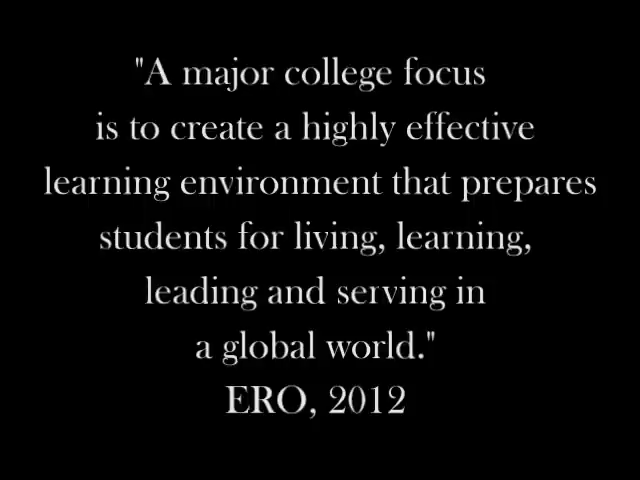 "A major college focus
is to create a highly effective
learning environment that prepares
students for living, learning,
leading and serving in
a global world."
ERO, 2012